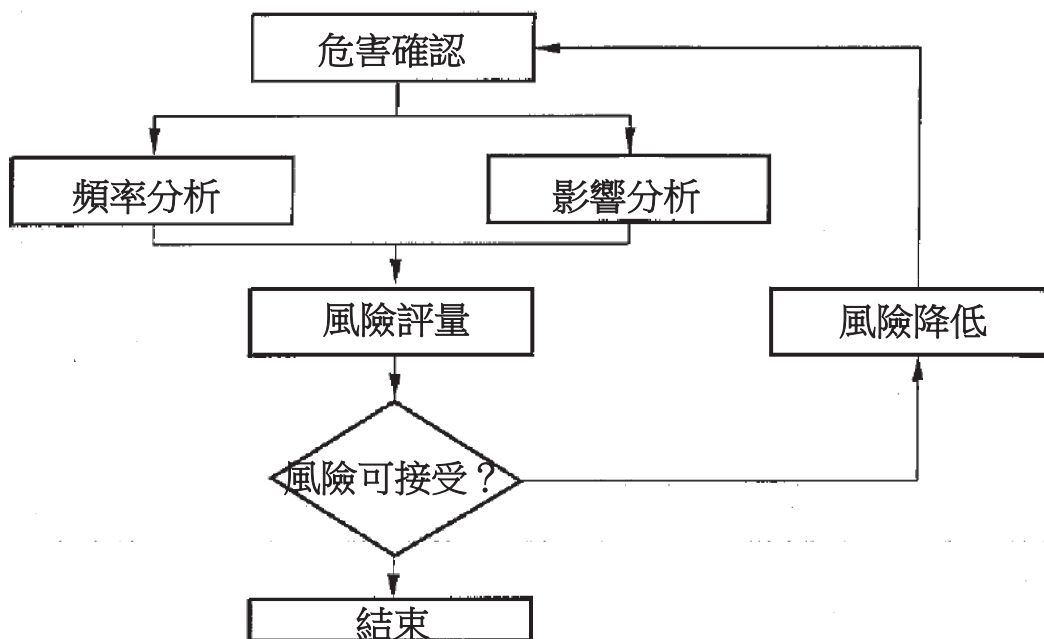 危害確認
頻率分析
影響分析
風險評量
風險降低
風險可接受？
結束